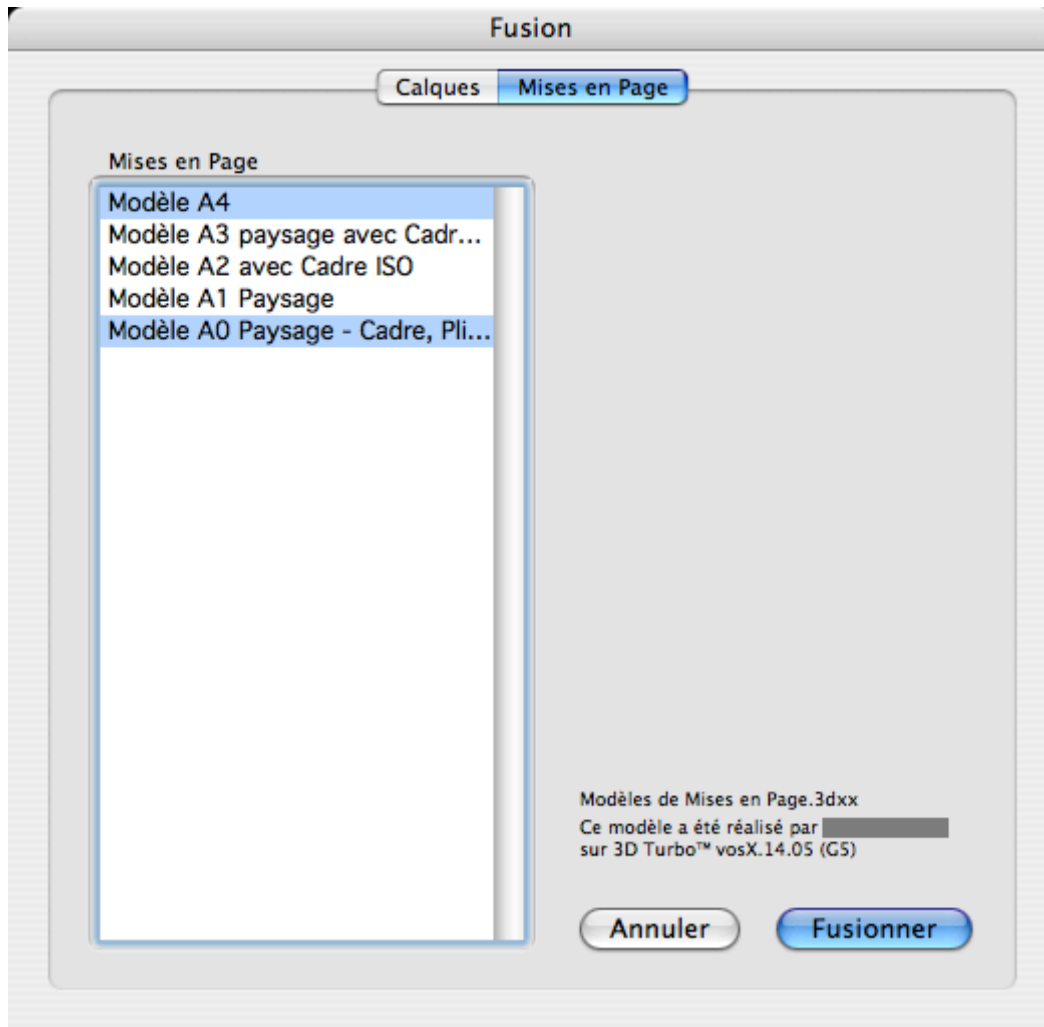 Fusion
Calques
Mises en Page
Mises en Page
Modèle A4
Modèle A3 paysage avec Cadr...
Modèle A2 avec Cadre ISO
Modèle A1 Paysage
Modèle A0 Paysage - Cadre, Pli...
Modèles de Mises en Page.3dxx
Ce modèle a été réalisé par
sur 3D Turbo™ vosX.14.05 (G5)
Annuler
Fusionner